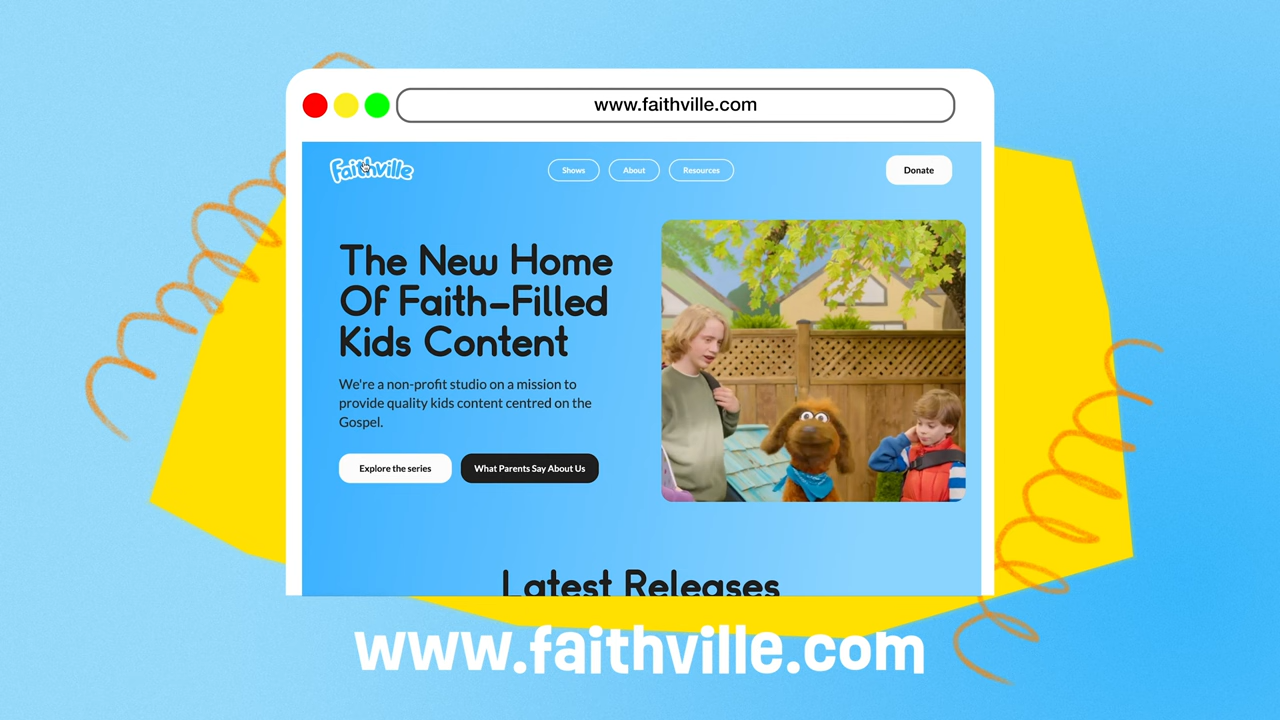 www.faithville.com
Faithville
Shows
About
Resources
Donate
The New Home
Of Faith-Filled
Kids Content
We're a non-profit studio on a mission to
provide quality kids content centred on the
Gospel.
Explore the series
What Parents Say About Us
Latest Releases
www.faithville.com